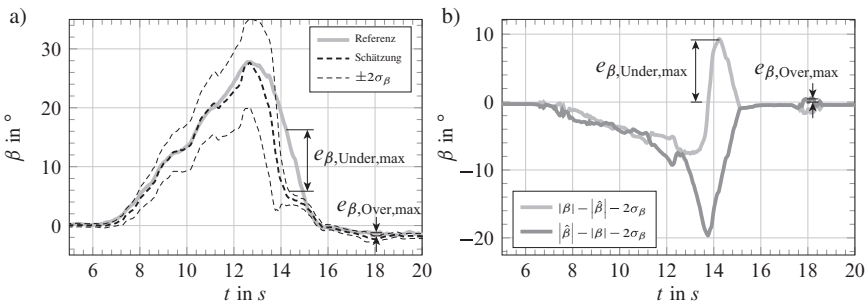 a)
β in °
30
20
10
0
6 8 10 12 14 16 18 20
t in s
Referenz
Schätzung
±2σβ
eβ,Under,max
eβ,Over,max
b)
β in °
10
0
−10
−20
6 8 10 12 14 16 18 20
t in s
eβ,Under,max
eβ,Over,max
|β| − |β̂| − 2σβ
|β̂| − |β| − 2σβ